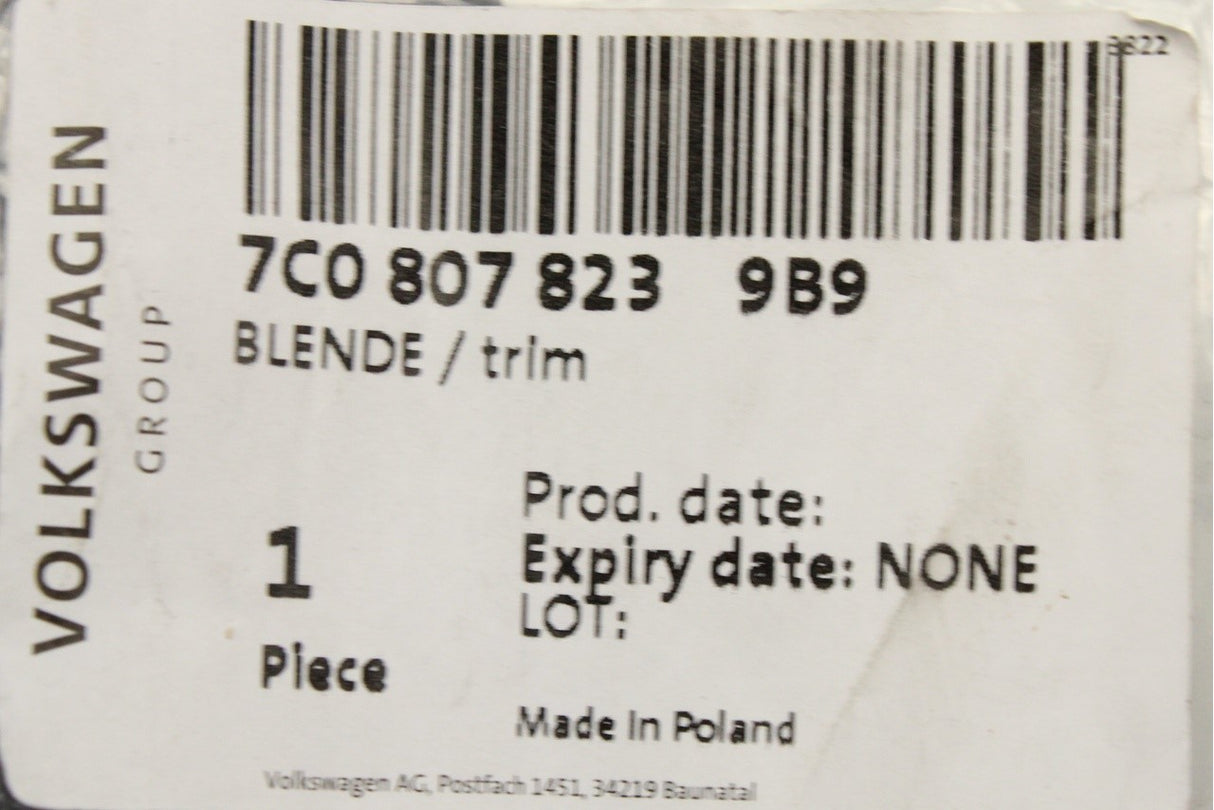 VOLKSWAGEN
GROUP
7C0 807 823 9B9
BLENDE / trim
1
Piece
Prod. date:
Expiry date: NONE
LOT:
Made In Poland
Volkswagen AG, Postfach 1451, 34219 Baunatal